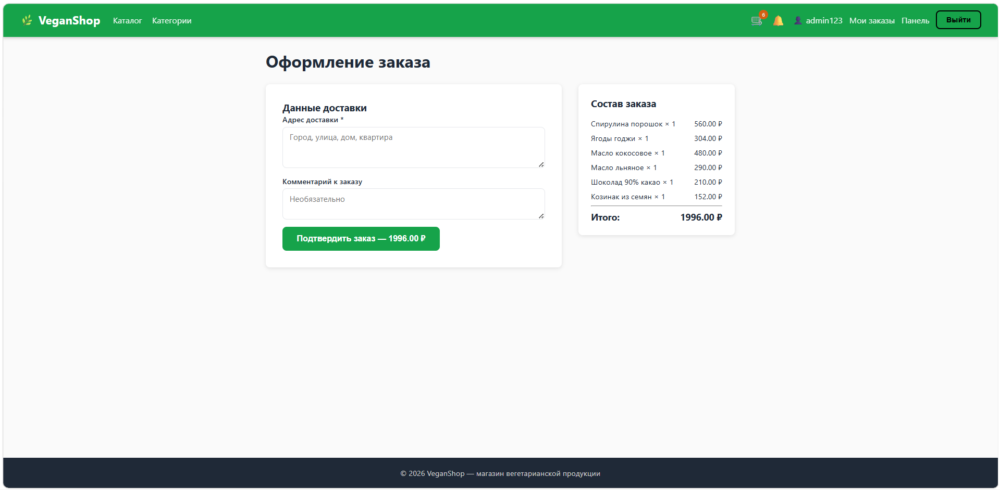 VeganShop Каталог Категории 6 admin123 Мои заказы Панель Выйти
Оформление заказа
Данные доставки
Адрес доставки *
Город, улица, дом, квартира
Комментарий к заказу
Необязательно
Подтвердить заказ — 1996.00 ₽
Состав заказа
Спирулина порошок × 1 560.00 ₽
Ягоды годжи × 1 304.00 ₽
Масло кокосовое × 1 480.00 ₽
Масло льняное × 1 290.00 ₽
Шоколад 90% какао × 1 210.00 ₽
Козинак из семян × 1 152.00 ₽
Итого: 1996.00 ₽
© 2026 VeganShop — магазин вегетарианской продукции